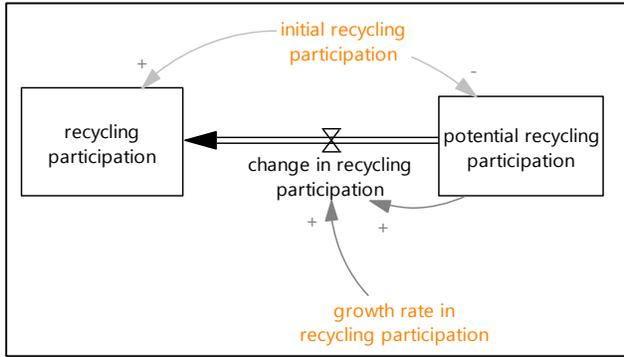 initial recycling
participation
+
-
recycling
participation
potential recycling
participation
change in recycling
participation
+
+
growth rate in
recycling participation